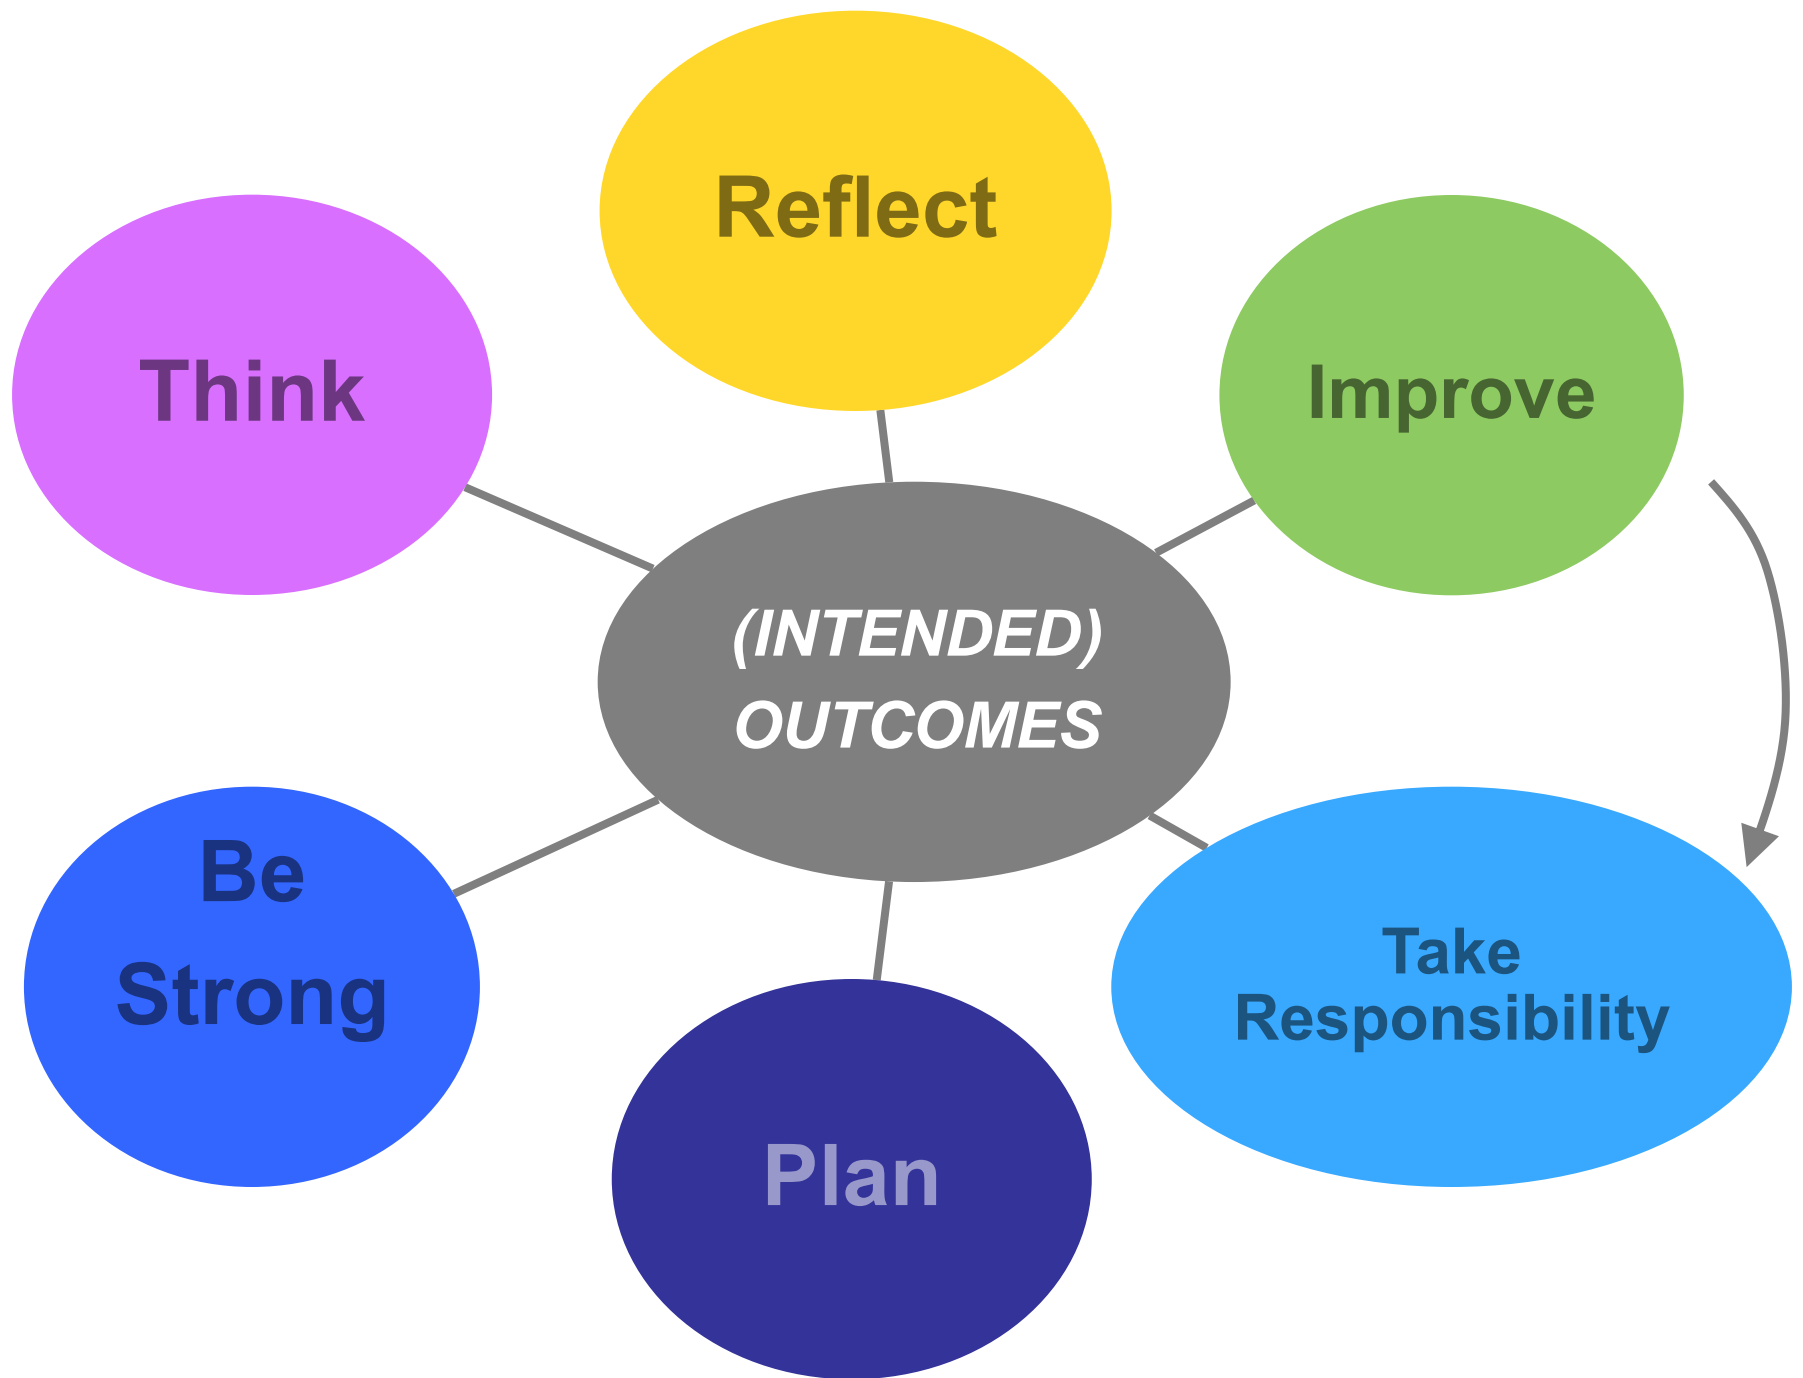 Reflect
Think
Improve
(INTENDED)
OUTCOMES
Be
Strong
Take
Responsibility
Plan